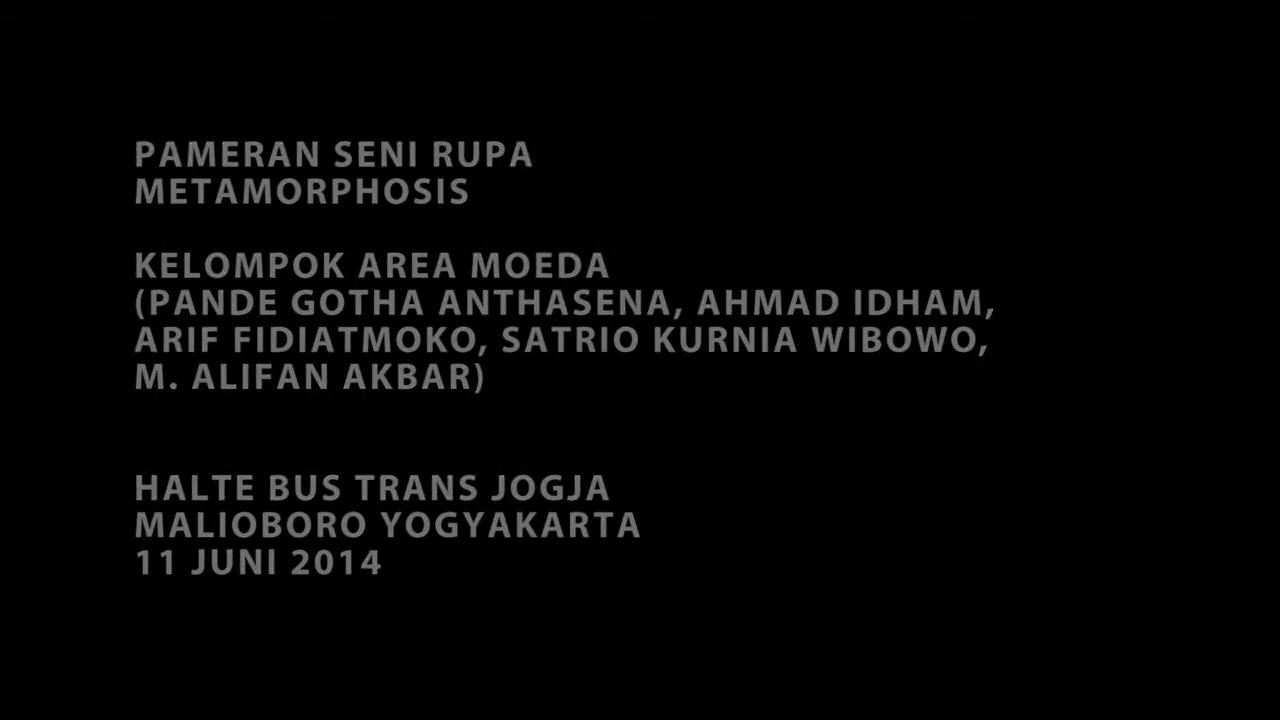 PAMERAN SENI RUPA
METAMORPHOSIS
KELOMPOK AREA MOEDA
(PANDE GOTHA ANTHASENA, AHMAD IDHAM,
ARIF FIDIATMOKO, SATRIO KURNIA WIBOWO,
M. ALIFAN AKBAR)
HALTE BUS TRANS JOGJA
MALIOBORO YOGYAKARTA
11 JUNI 2014